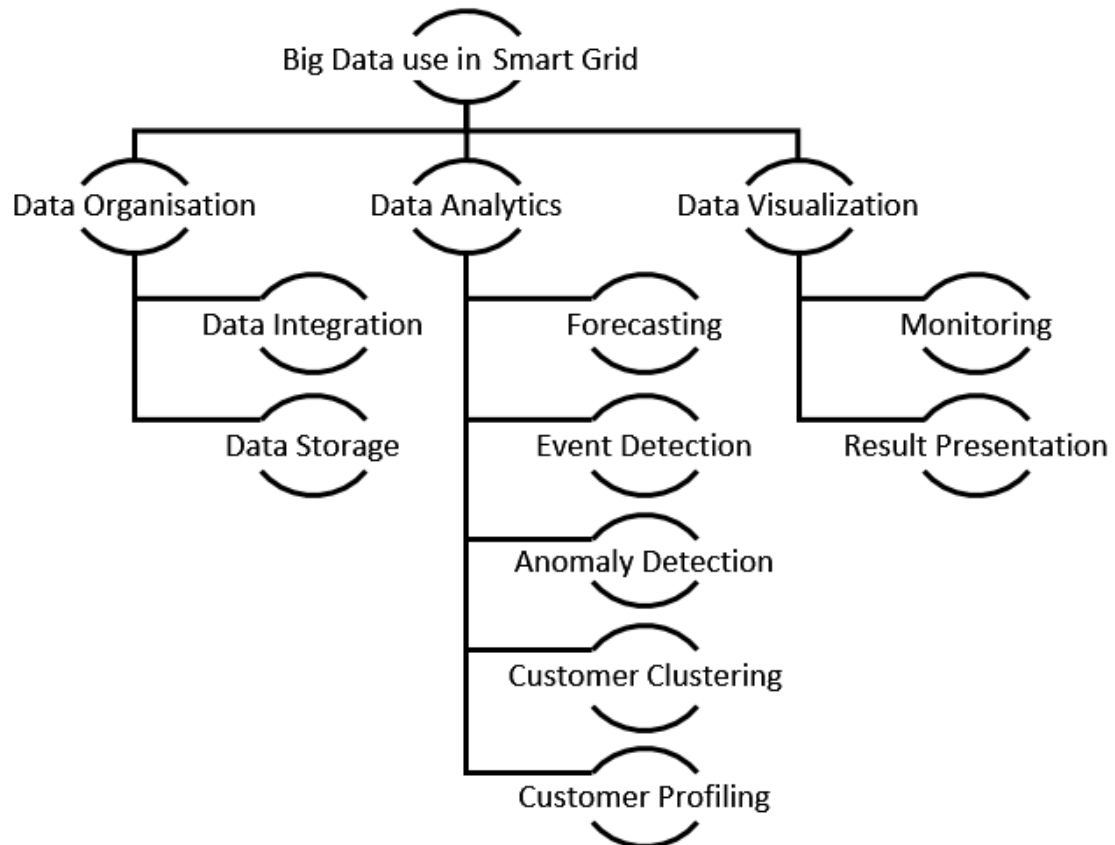 Big Data use in Smart Grid
Data Organisation
Data Analytics
Data Visualization
Data Integration
Forecasting
Monitoring
Data Storage
Event Detection
Result Presentation
Anomaly Detection
Customer Clustering
Customer Profiling